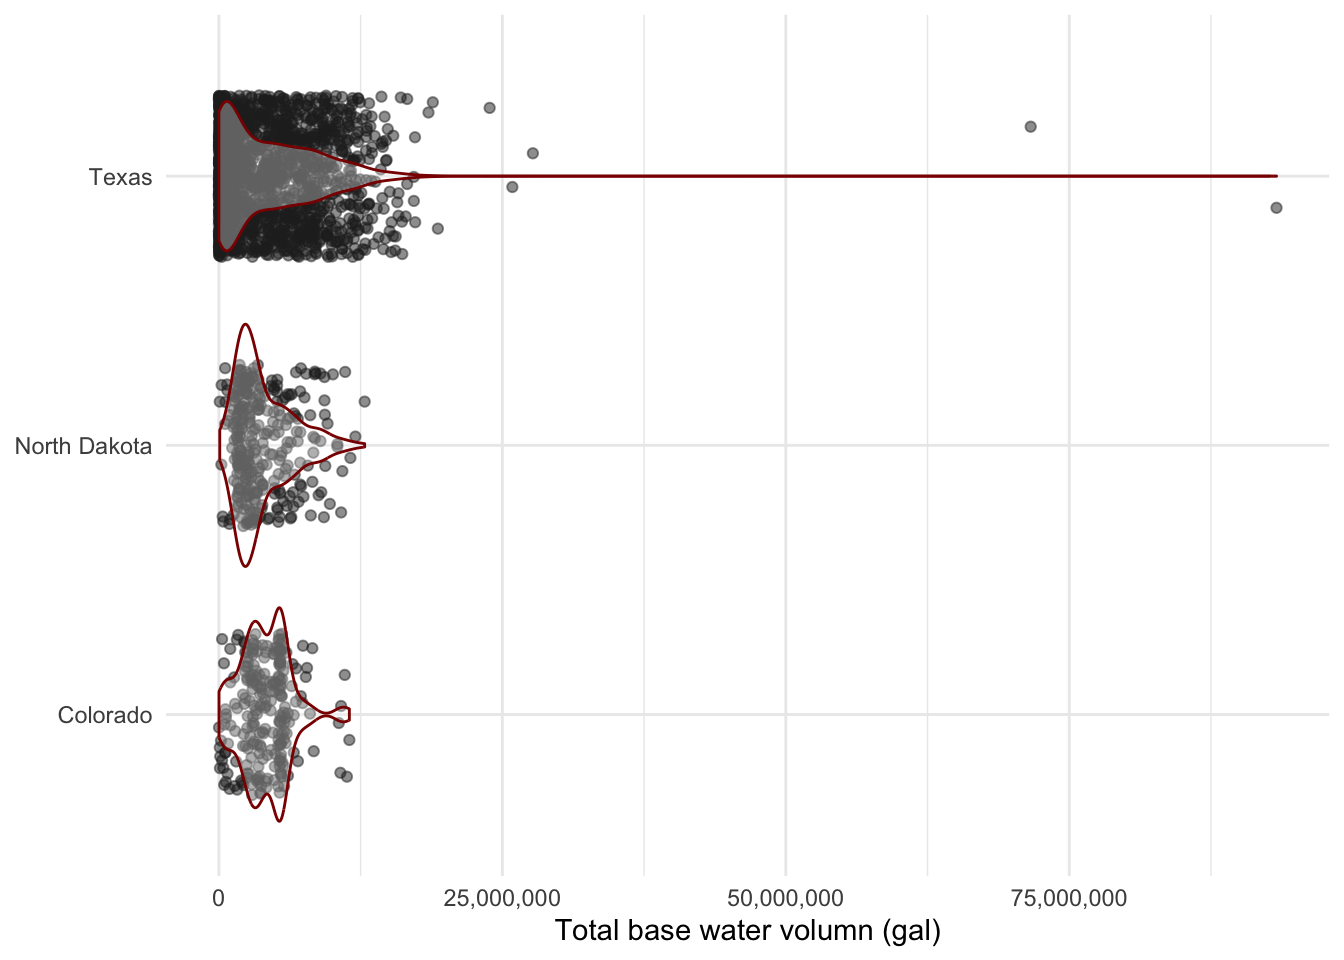 Texas
North Dakota
Colorado
0
25,000,000
50,000,000
75,000,000
Total base water volumn (gal)